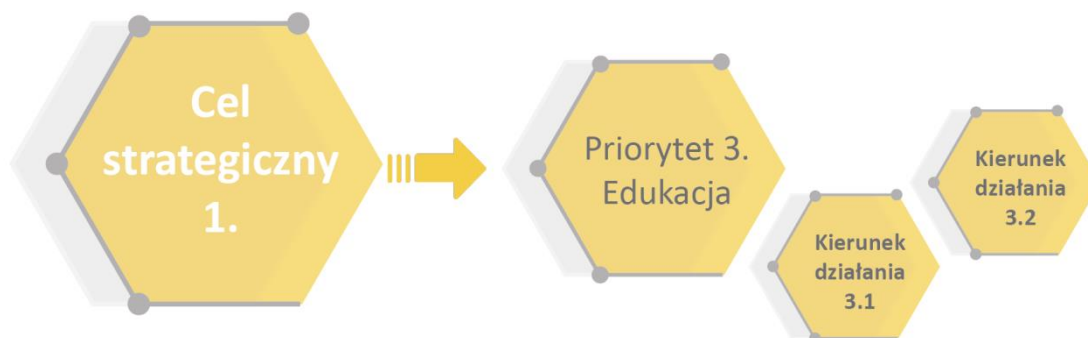 Cel
strategiczny
1.
Priorytet 3.
Edukacja
Kierunek
działania
3.1
Kierunek
działania
3.2